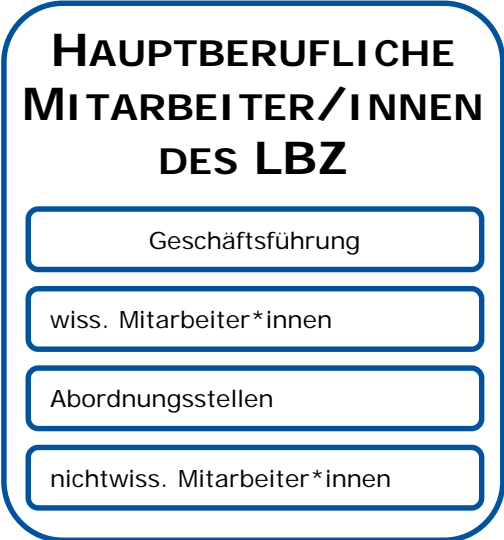 HAUPTBERUFLICHE
MITARBEITER/INNEN
DES LBZ
Geschäftsführung
wiss. Mitarbeiter*innen
Abordnungsstellen
nichtwiss. Mitarbeiter*innen